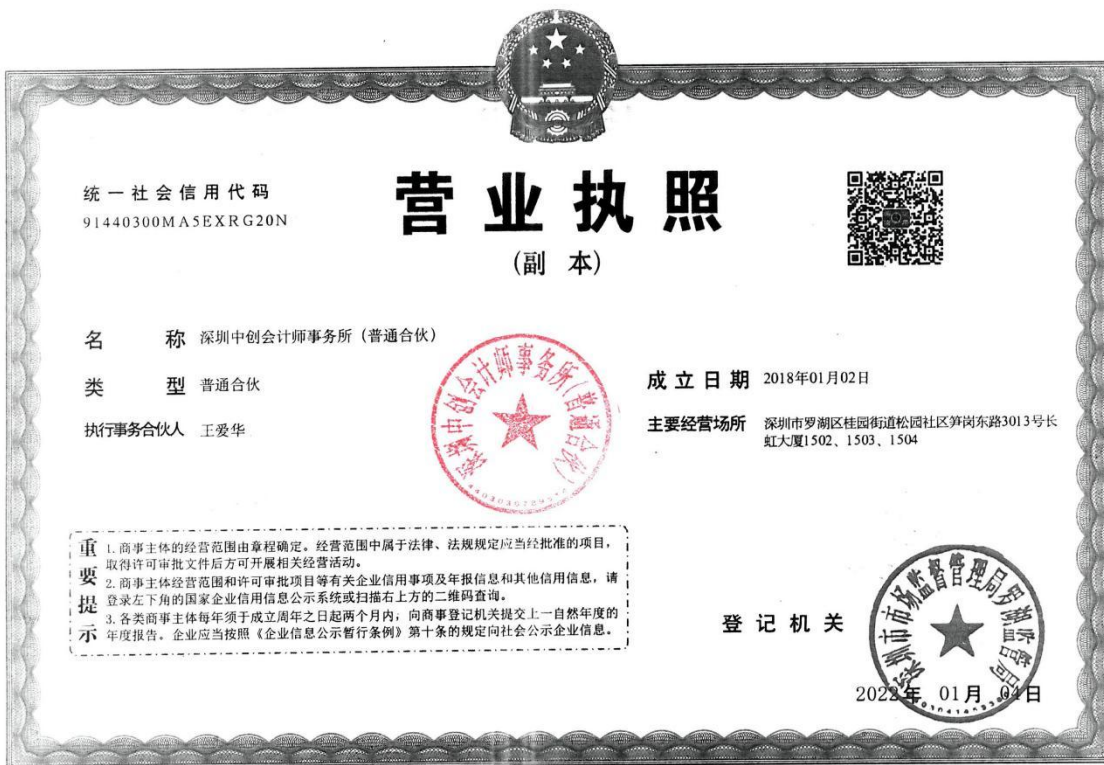 统一社会信用代码
91440300MA5EXRG20N
营业执照
(副 本)
名 称 深圳中创会计师事务所（普通合伙）
类 型 普通合伙
执行事务合伙人 王爱华
成立日期 2018年01月02日
主要经营场所 深圳市罗湖区桂园街道松园社区笋岗东路3013号长
虹大厦1502、1503、1504
深圳中创会计师事务所(普通合伙)
重要提示
1. 商事主体的经营范围由章程确定。经营范围中属于法律、法规规定应当经批准的项目，
取得许可审批文件后方可开展相关经营活动。
2. 商事主体经营范围和许可审批项目等有关企业信用事项及年报信息和其他信用信息，请
登录左下角的国家企业信用信息公示系统或扫描右上方的二维码查询。
3. 各类商事主体每年须于成立周年之日起两个月内，向商事登记机关提交上一自然年度的
年度报告。企业应当按照《企业信息公示暂行条例》第十条的规定向社会公示企业信息。
登记机关
深圳市市场监督管理局罗湖监管局
2022年 01月 04日